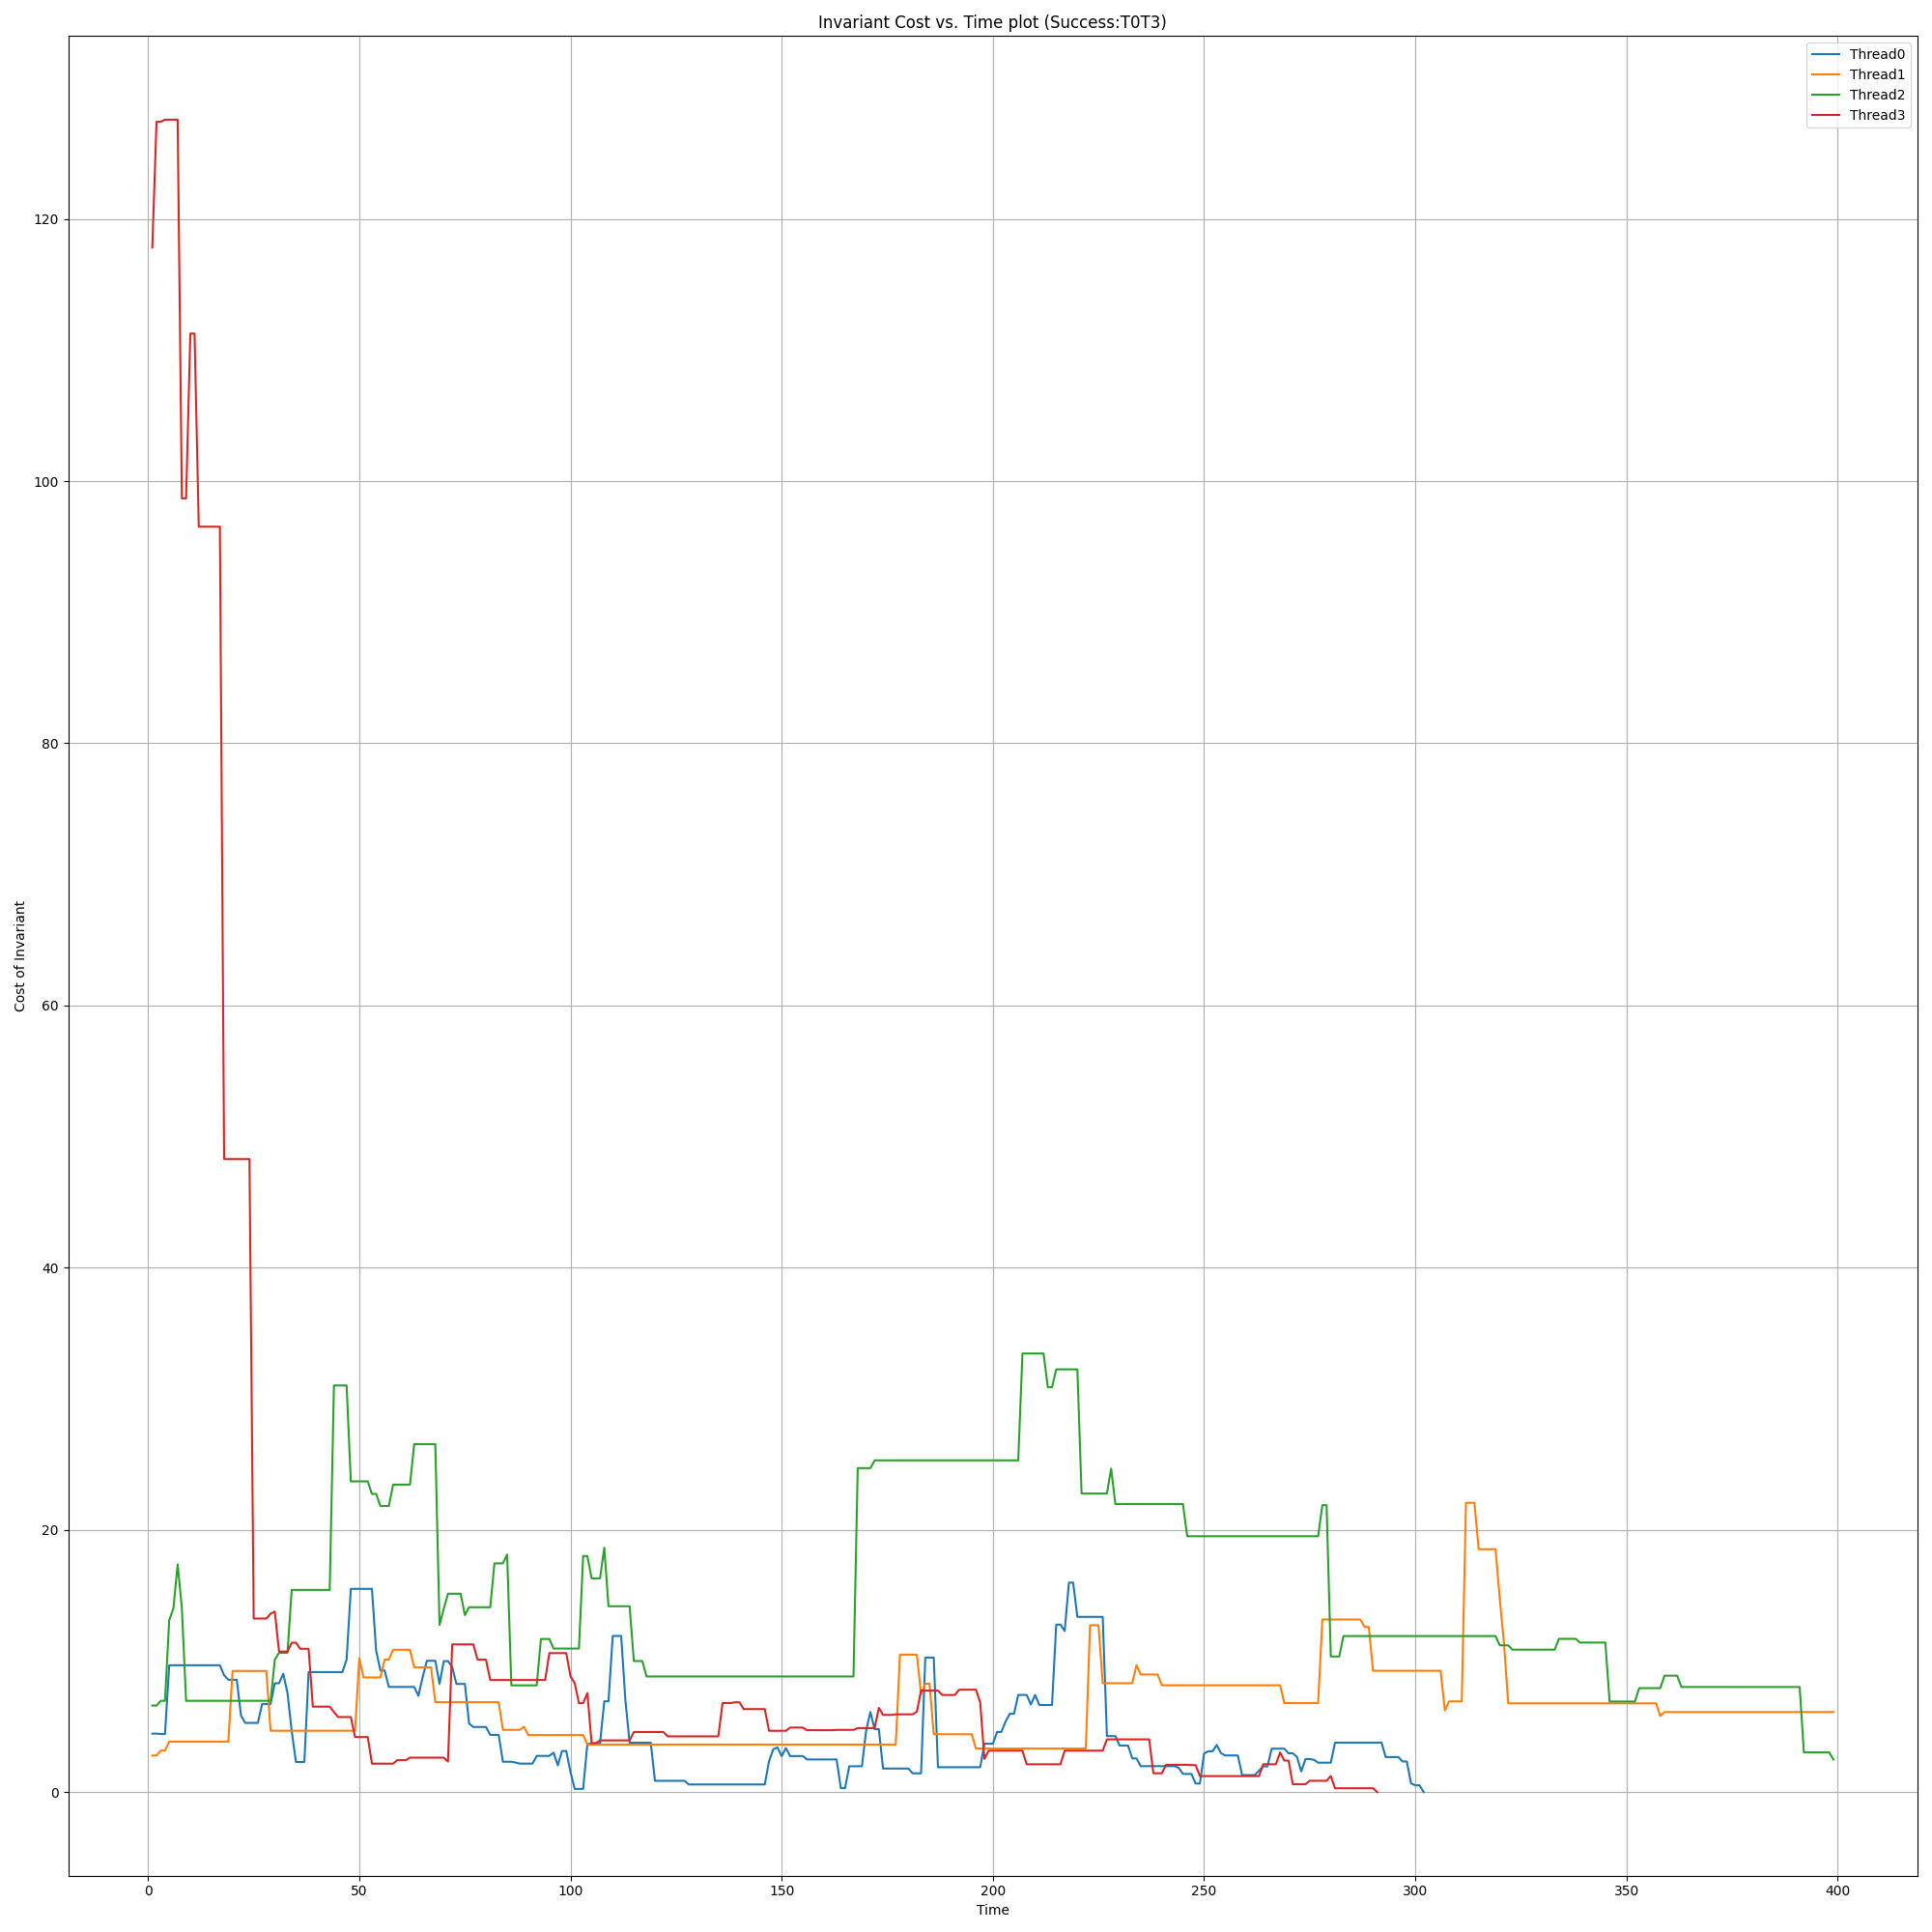 Invariant Cost vs. Time plot (Success:T0T3)
Thread0
Thread1
Thread2
Thread3
120
100
80
60
40
20
0
Cost of Invariant
0 50 100 150 200 250 300 350 400
Time